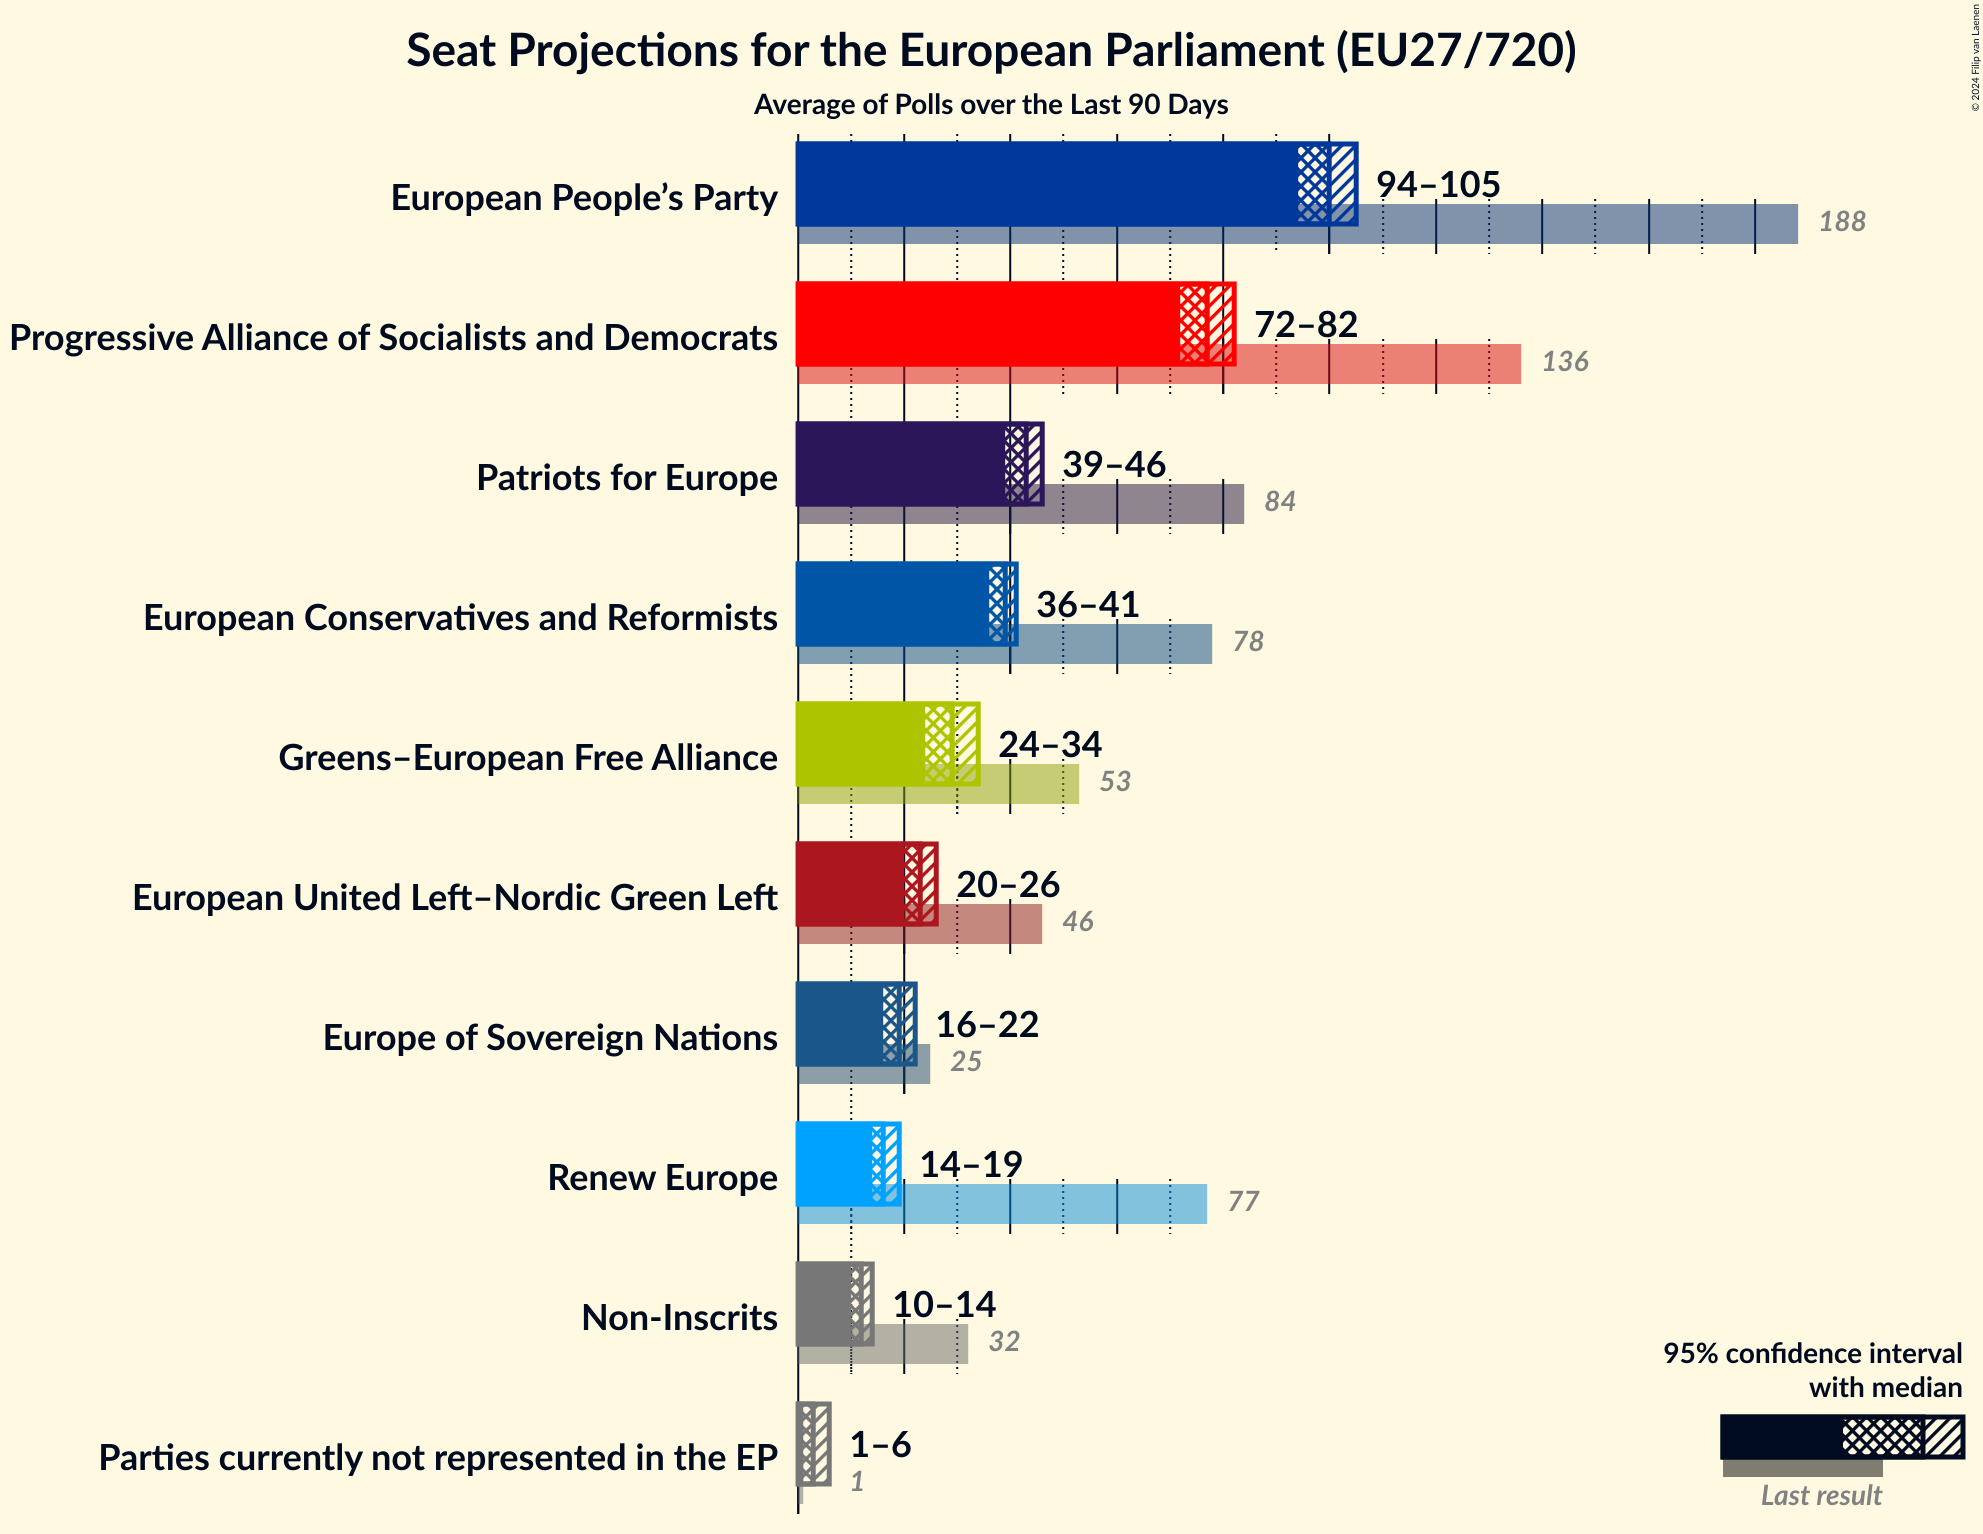 Seat Projections for the European Parliament (EU27/720)
Average of Polls over the Last 90 Days
© 2024 Filip van Laenen
European People’s Party
94–105
188
Progressive Alliance of Socialists and Democrats
72–82
136
Patriots for Europe
39–46
84
European Conservatives and Reformists
36–41
78
Greens–European Free Alliance
24–34
53
European United Left–Nordic Green Left
20–26
46
Europe of Sovereign Nations
16–22
25
Renew Europe
14–19
77
Non-Inscrits
10–14
32
Parties currently not represented in the EP
1–6
1
95% confidence interval
with median
Last result